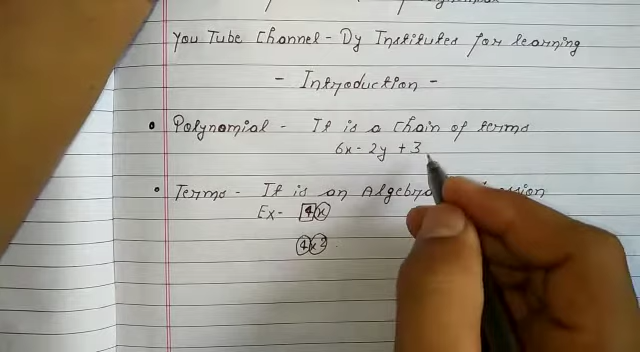 You Tube Channel - Dy Institutes for learning
- Introduction -
• Polynomial - It is a chain of terms
6x - 2y + 3
• Terms - It is an
Ex- 4x
4x2